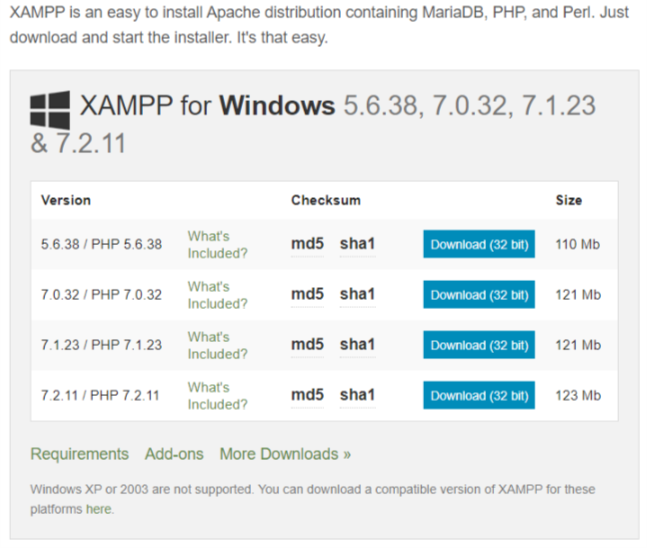 XAMPP is an easy to install Apache distribution containing MariaDB, PHP, and Perl. Just
download and start the installer. It's that easy.
XAMPP for Windows 5.6.38, 7.0.32, 7.1.23
& 7.2.11
Version Checksum Size
5.6.38 / PHP 5.6.38 What's Included? md5 sha1 Download (32 bit) 110 Mb
7.0.32 / PHP 7.0.32 What's Included? md5 sha1 Download (32 bit) 121 Mb
7.1.23 / PHP 7.1.23 What's Included? md5 sha1 Download (32 bit) 121 Mb
7.2.11 / PHP 7.2.11 What's Included? md5 sha1 Download (32 bit) 123 Mb
Requirements Add-ons More Downloads »
Windows XP or 2003 are not supported. You can download a compatible version of XAMPP for these
platforms here.